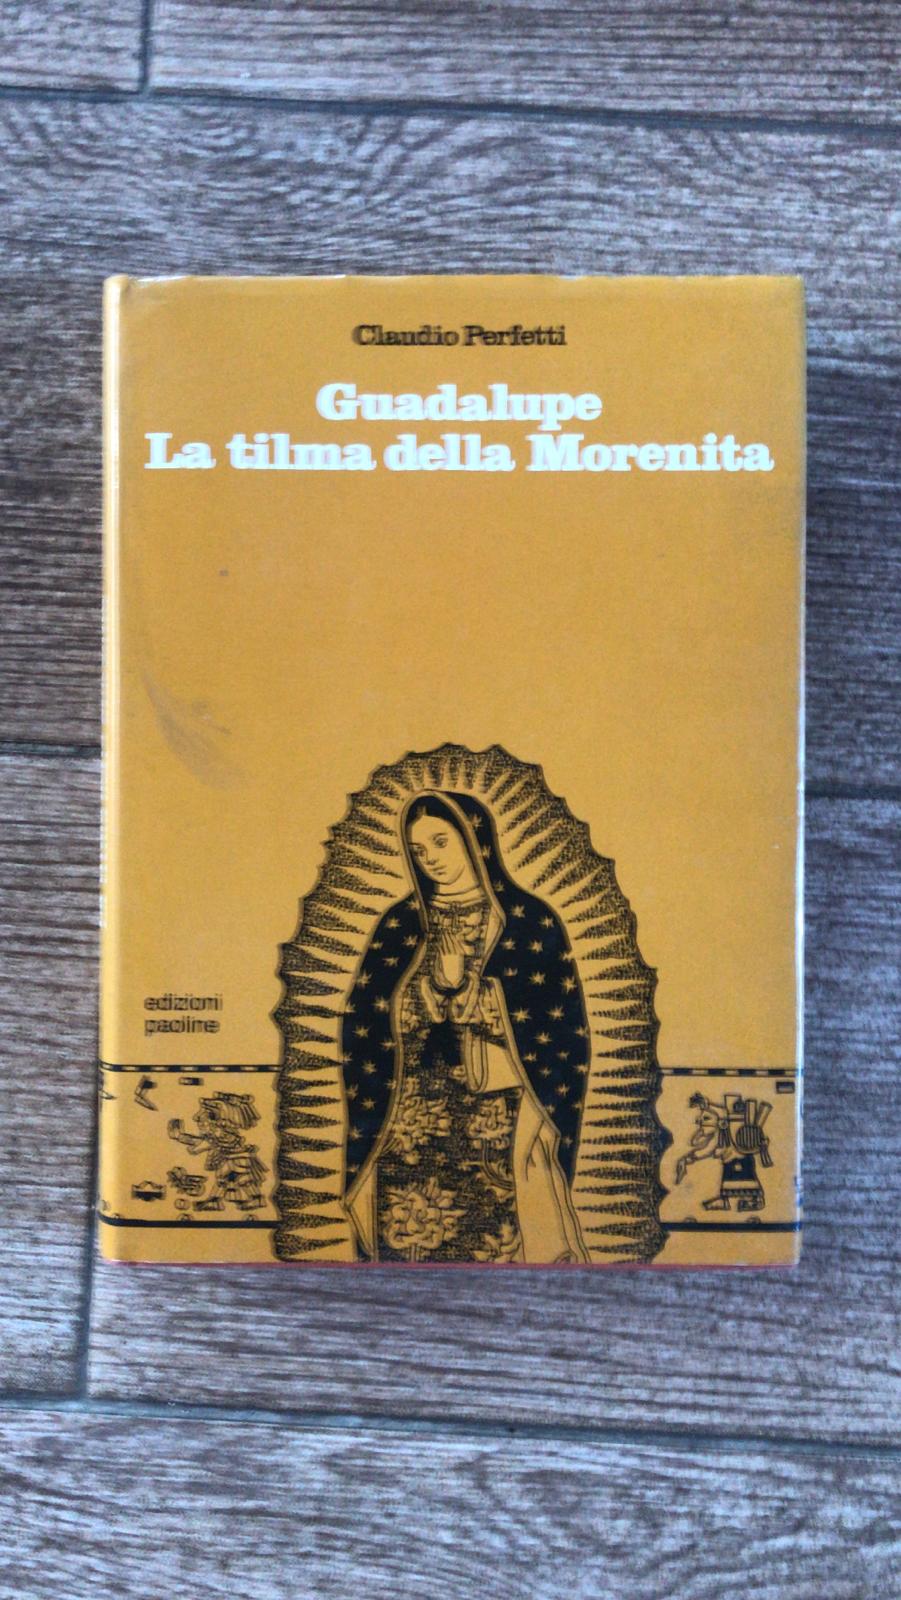 Claudio Perfetti
Guadalupe
La tilma della Morenita
edizioni
paoline